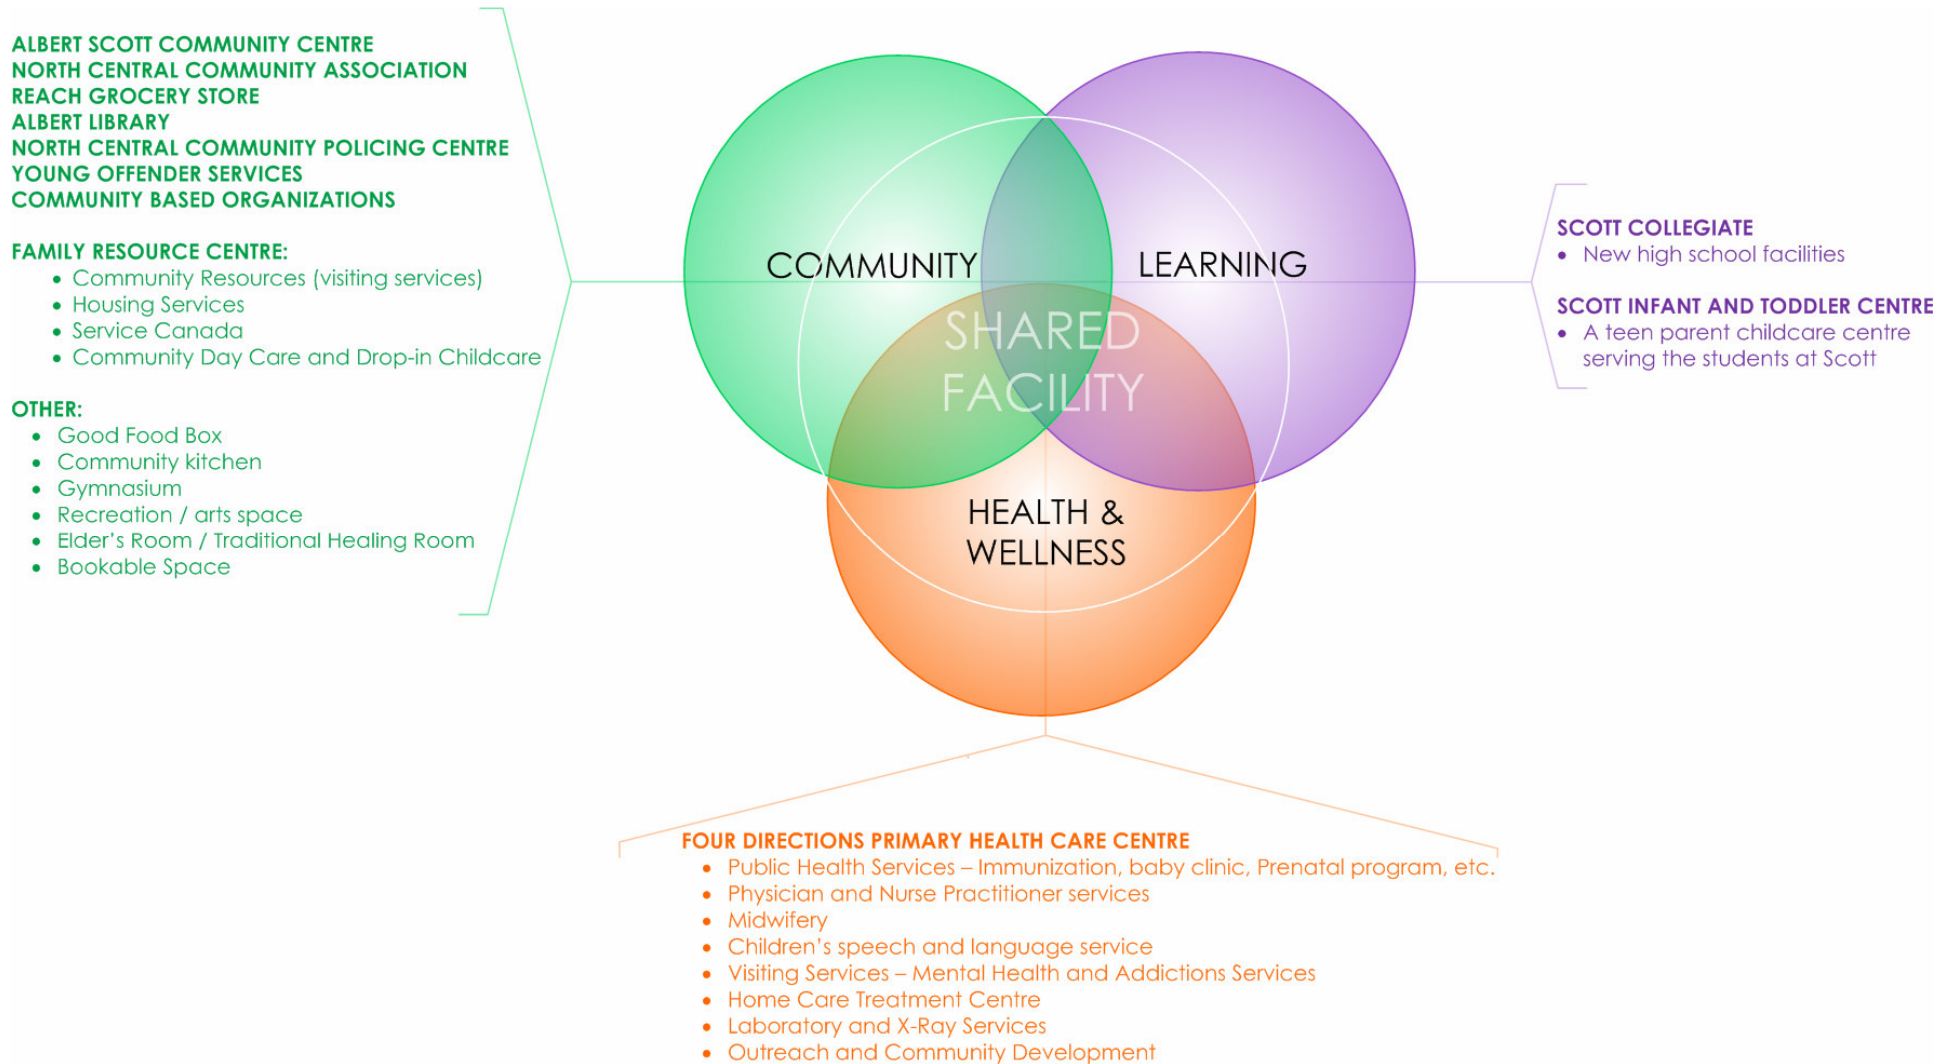 ALBERT SCOTT COMMUNITY CENTRE
NORTH CENTRAL COMMUNITY ASSOCIATION
REACH GROCERY STORE
ALBERT LIBRARY
NORTH CENTRAL COMMUNITY POLICING CENTRE
YOUNG OFFENDER SERVICES
COMMUNITY BASED ORGANIZATIONS
FAMILY RESOURCE CENTRE:
• Community Resources (visiting services)
• Housing Services
• Service Canada
• Community Day Care and Drop-in Childcare
OTHER:
• Good Food Box
• Community kitchen
• Gymnasium
• Recreation / arts space
• Elder’s Room / Traditional Healing Room
• Bookable Space
COMMUNITY
LEARNING
SHARED
FACILITY
HEALTH &
WELLNESS
SCOTT COLLEGIATE
• New high school facilities
SCOTT INFANT AND TODDLER CENTRE
• A teen parent childcare centre
serving the students at Scott
FOUR DIRECTIONS PRIMARY HEALTH CARE CENTRE
• Public Health Services – Immunization, baby clinic, Prenatal program, etc.
• Physician and Nurse Practitioner services
• Midwifery
• Children’s speech and language service
• Visiting Services – Mental Health and Addictions Services
• Home Care Treatment Centre
• Laboratory and X-Ray Services
• Outreach and Community Development